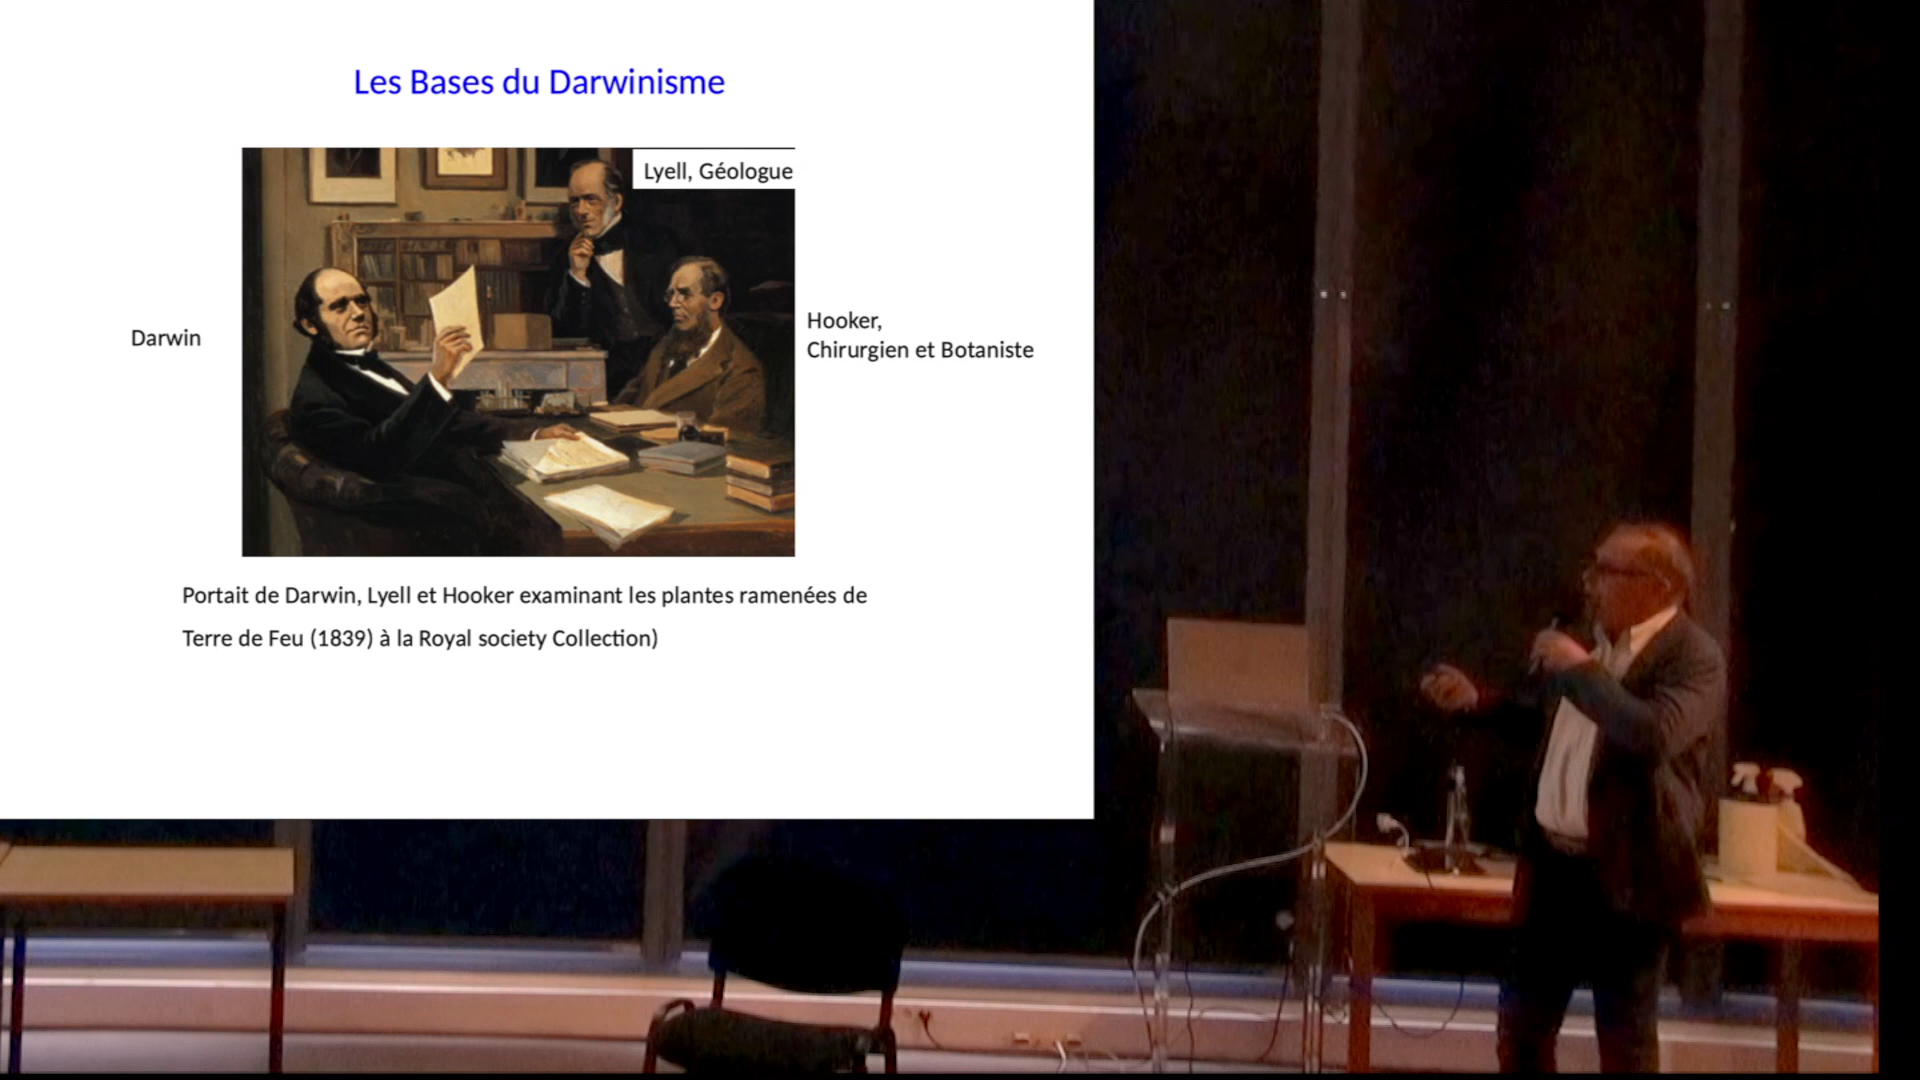 Les Bases du Darwinisme
Lyell, Géologue
Darwin
Hooker,
Chirurgien et Botaniste
Portait de Darwin, Lyell et Hooker examinant les plantes ramenées de
Terre de Feu (1839) à la Royal society Collection)